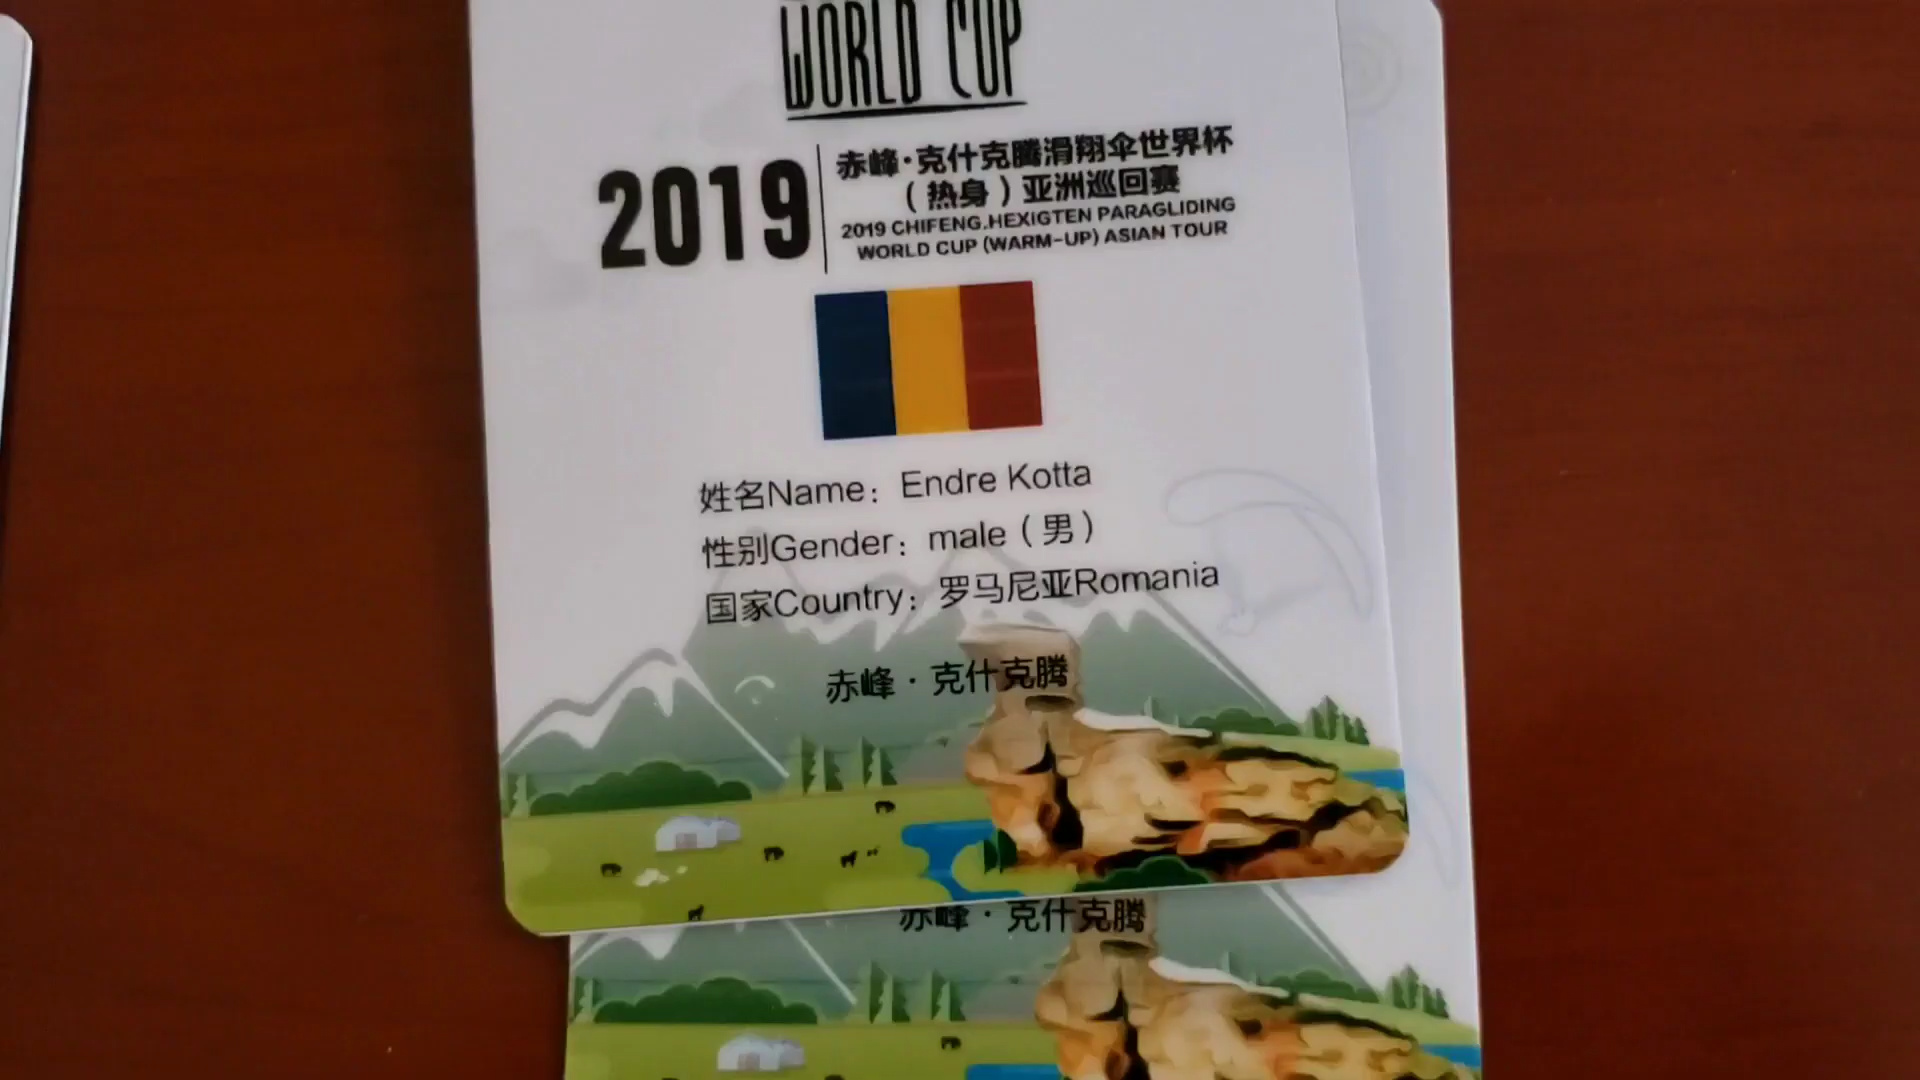 WORLD CUP
2019
赤峰·克什克腾滑翔伞世界杯
（热身）亚洲巡回赛
2019 CHIFENG.HEXIGTEN PARAGLIDING
WORLD CUP (WARM-UP) ASIAN TOUR
姓名Name：Endre Kotta
性别Gender：male（男）
国家Country：罗马尼亚Romania
赤峰·克什克腾
赤峰·克什克腾